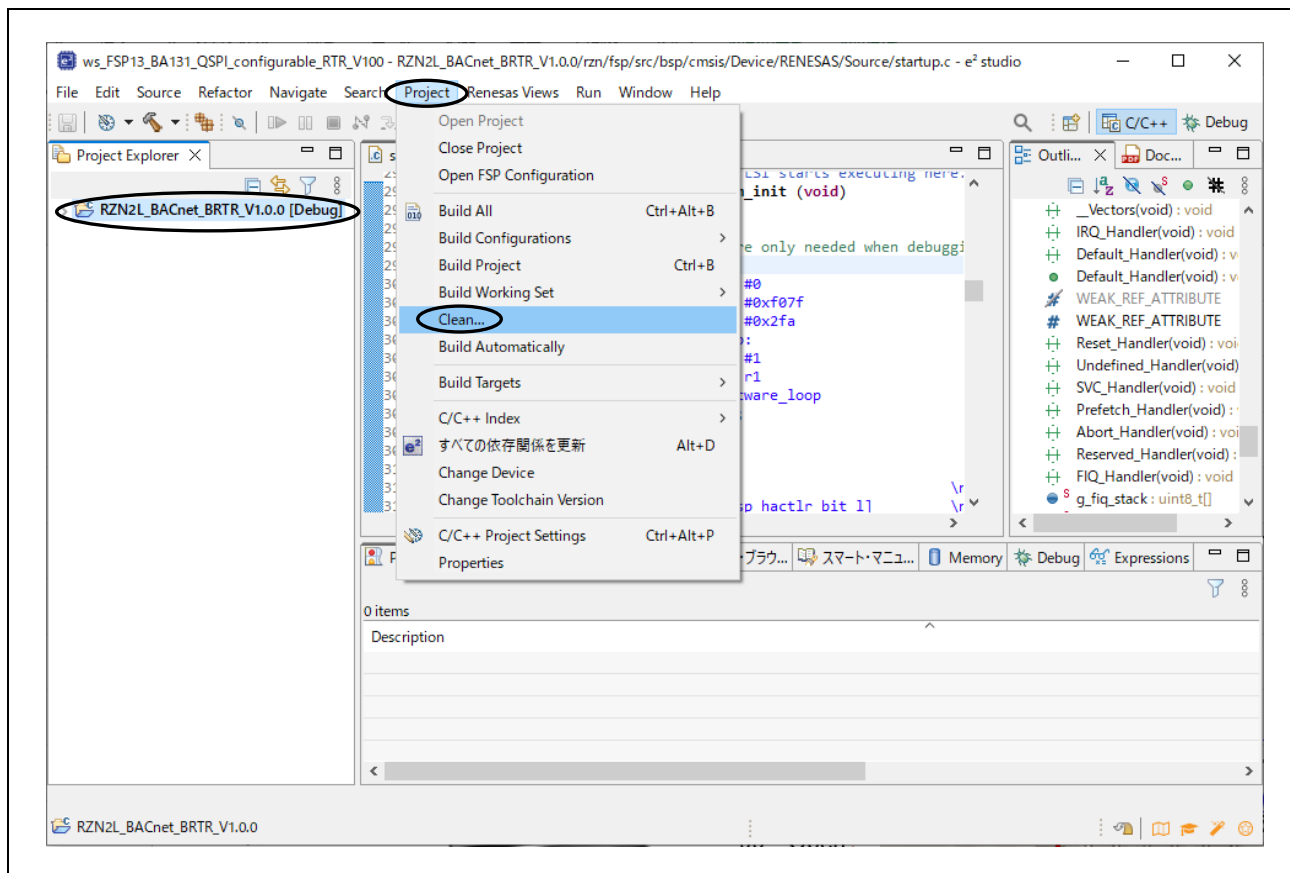 ws_FSP13_BA131_QSPI_configurable_RTR_V100 - RZN2L_BACnet_BRTR_V1.0.0/rzn/fsp/src/bsp/cmsis/Device/RENESAS/Source/startup.c - e² studio
File Edit Source Refactor Navigate Search Project Renesas Views Run Window Help
C/C++ Debug
Project Explorer
RZN2L_BACnet_BRTR_V1.0.0 [Debug]
Open Project
Close Project
Open FSP Configuration
Build All Ctrl+Alt+B
Build Configurations
Build Project Ctrl+B
Build Working Set
Clean...
Build Automatically
Build Targets
C/C++ Index
すべての依存関係を更新 Alt+D
Change Device
Change Toolchain Version
C/C++ Project Settings Ctrl+Alt+P
Properties
LSI starts executing here.
_init (void)
e only needed when debuggi
#0
#0xf07f
#0x2fa
:
#1
r1
tware_loop
\r
sp hactlr bit l] \r
Outli... Doc...
__Vectors(void) : void
IRQ_Handler(void) : void
Default_Handler(void) : v
Default_Handler(void) : v
WEAK_REF_ATTRIBUTE
WEAK_REF_ATTRIBUTE
Reset_Handler(void) : voi
Undefined_Handler(void)
SVC_Handler(void) : void
Prefetch_Handler(void) :
Abort_Handler(void) : voi
Reserved_Handler(void) :
FIQ_Handler(void) : void
g_fiq_stack : uint8_t[]
・ブラウ... スマート・マニュ... Memory Debug Expressions
0 items
Description
RZN2L_BACnet_BRTR_V1.0.0